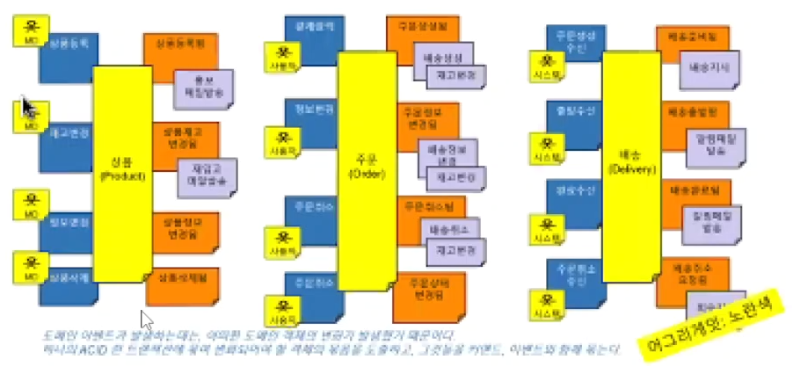 MD
상품등록
상품등록됨
홍보
메일발송
MD
재고변경
상품재고
변경됨
재입고
메일발송
상품
(Product)
MD
정보변경
상품정보
변경됨
MD
상품삭제
상품삭제됨
사용자
결제클릭
주문생성됨
배송생성
재고변경
사용자
정보변경
주문정보
변경됨
배송정보
변경
재고변경
주문
(Order)
사용자
주문취소
주문취소됨
배송취소
재고변경
사용자
주문취소
주문상태
변경됨
시스템
주문생성
수신
배송준비됨
배송지시
시스템
출발수신
배송출발됨
알림메일
발송
배송
(Delivery)
시스템
완료수신
배송완료됨
알림메일
발송
시스템
주문취소
수신
배송취소
요청됨
회수지시
어그리게잇: 노란색
도메인 이벤트가 발생하는데는, 어떠한 도메인 객체의 변화가 발생했기 때문이다.
하나의 ACID 한 트랜잭션에 묶여 변화되어야 할 객체의 묶음을 도출하고, 그것들을 커맨드, 이벤트와 함께 묶는다.